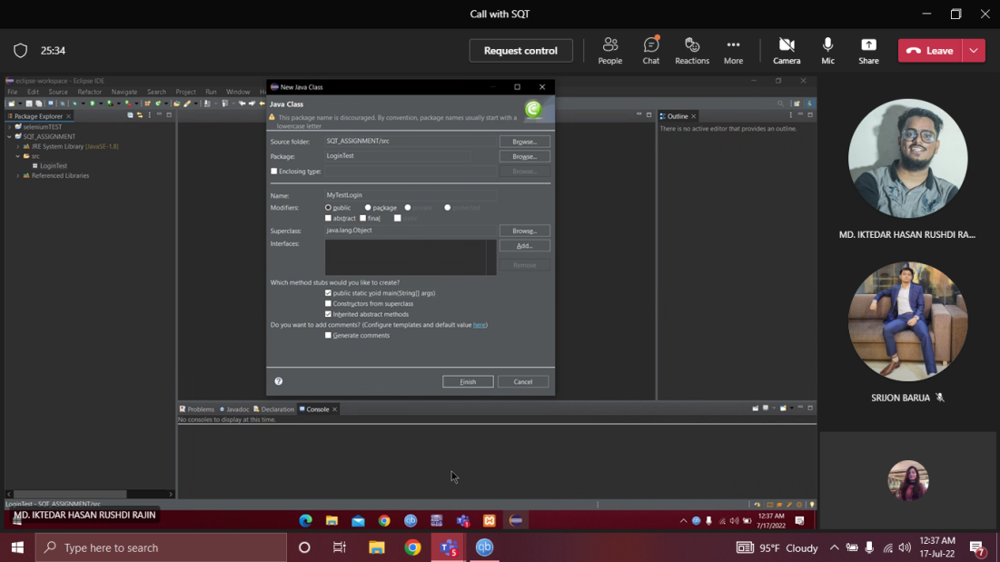 Call with SQT
25:34
Request control
People
Chat
Reactions
More
Camera
Mic
Share
Leave
eclipse-workspace - Eclipse IDE
File Edit Source Refactor Navigate Search Project Run Window
Package Explorer
seleniumTEST
SQT_ASSIGNMENT
JRE System Library [JavaSE-1.8]
src
LoginTest
Referenced Libraries
New Java Class
Java Class
This package name is discouraged. By convention, package names usually start with a
lowercase letter
Source folder: SQT_ASSIGNMENT/src Browse...
Package: LoginTest Browse...
Enclosing type: Browse...
Name: MyTestLogin
Modifiers: public package private protected
abstract final static
Superclass: java.lang.Object Browse...
Interfaces: Add...
Remove
Which method stubs would you like to create?
public static void main(String[] args)
Constructors from superclass
Inherited abstract methods
Do you want to add comments? (Configure templates and default value here)
Generate comments
Finish Cancel
Outline
There is no active editor that provides an outline.
Problems Javadoc Declaration Console
No consoles to display at this time.
LoginTest - SQT_ASSIGNMENT/src
MD. IKTEDAR HASAN RUSHDI RAJIN
12:37 AM
7/17/2022
MD. IKTEDAR HASAN RUSHDI RA...
SRIJON BARUA
Type here to search
5
95°F Cloudy
12:37 AM
17-Jul-22
7